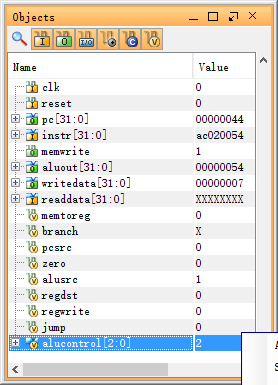 Objects
Name Value
clk 0
reset 0
pc[31:0] 00000044
instr[31:0] ac020054
memwrite 1
aluout[31:0] 00000054
writedata[31:0] 00000007
readdata[31:0] XXXXXXXX
memtoreg 0
branch X
pcsrc 0
zero 0
alusrc 1
regdst 0
regwrite 0
jump 0
alucontrol[2:0] 2